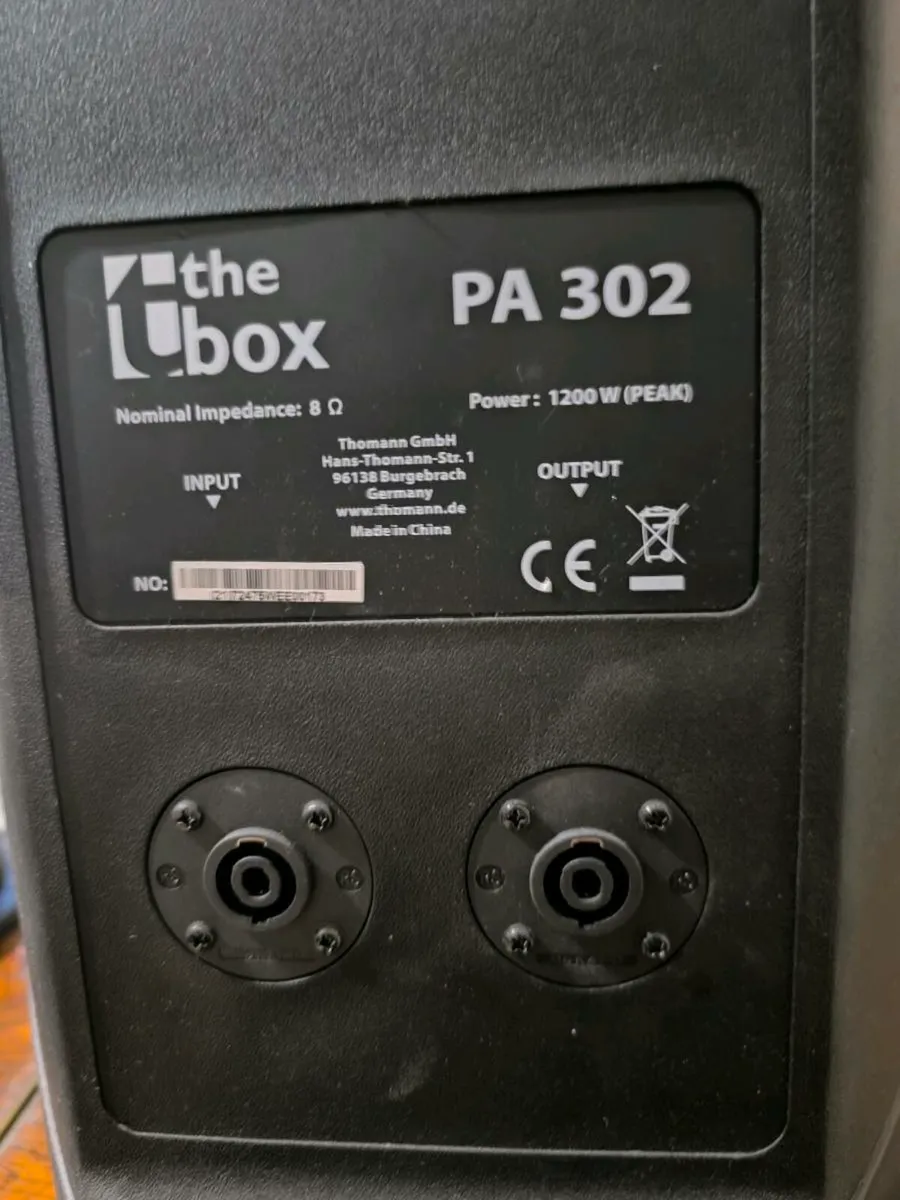 the box
PA 302
Nominal Impedance: 8 Ω
Power: 1200 W (PEAK)
Thomann GmbH
Hans-Thomann-Str. 1
96138 Burgebrach
Germany
www.thomann.de
Made in China
INPUT
OUTPUT
CE
NO: